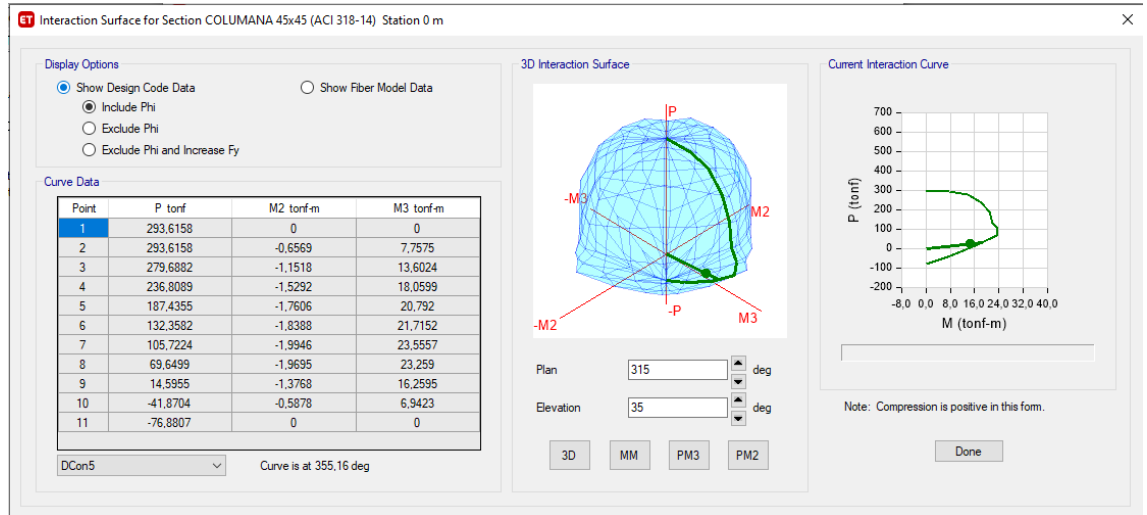 ET Interaction Surface for Section COLUMANA 45x45 (ACI 318-14) Station 0 m
Display Options
Show Design Code Data Show Fiber Model Data
Include Phi
Exclude Phi
Exclude Phi and Increase Fy
Curve Data
Point P tonf M2 tonf-m M3 tonf-m
1 293,6158 0 0
2 293,6158 -0,6569 7,7575
3 279,6882 -1,1518 13,6024
4 236,8089 -1,5292 18,0599
5 187,4355 -1,7606 20,792
6 132,3582 -1,8388 21,7152
7 105,7224 -1,9946 23,5557
8 69,6499 -1,9695 23,259
9 14,5955 -1,3768 16,2595
10 -41,8704 -0,5878 6,9423
11 -76,8807 0 0
DCon5 Curve is at 355,16 deg
3D Interaction Surface
P
-M3
M2
-M2
-P
M3
Plan 315 deg
Elevation 35 deg
3D MM PM3 PM2
Current Interaction Curve
700
600
500
400
300
200
100
0
-100
-200
-8,0 0,0 8,0 16,0 24,0 32,0 40,0
P (tonf)
M (tonf-m)
Note: Compression is positive in this form.
Done